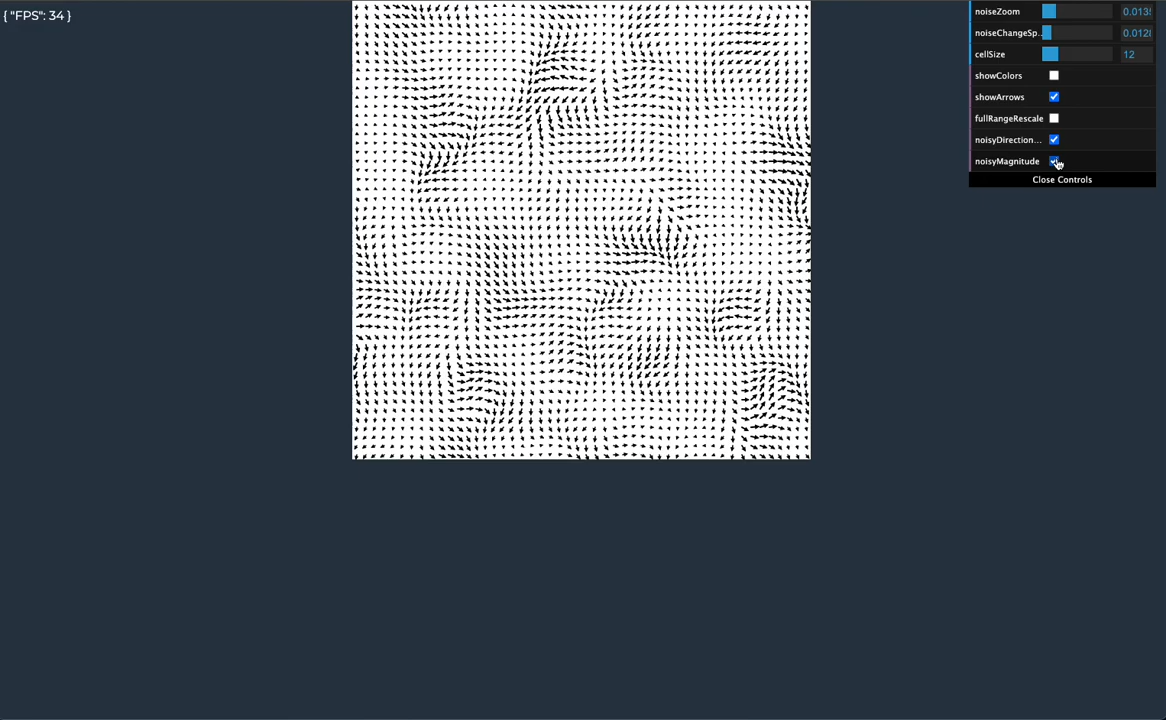 { "FPS": 34 }
noiseZoom
noiseChangeSp..
cellSize 12
showColors
showArrows
fullRangeRescale
noisyDirection...
noisyMagnitude
Close Controls